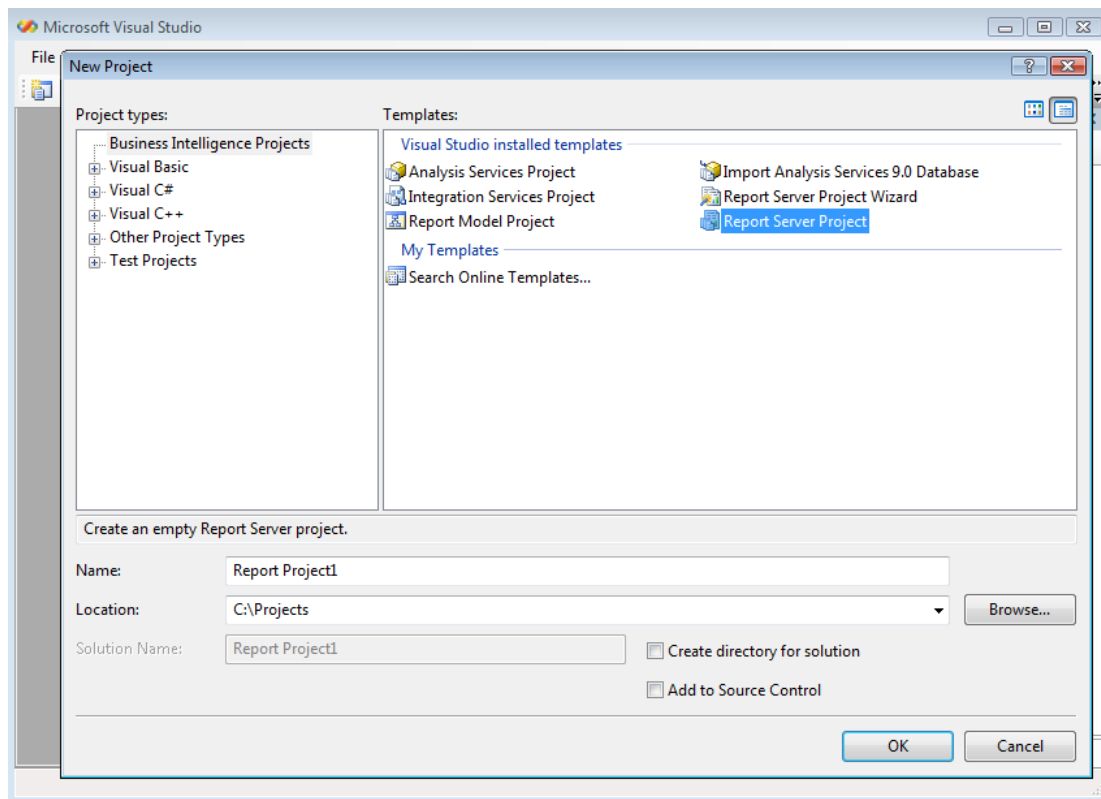 Microsoft Visual Studio
File
New Project
Project types:
Templates:
Business Intelligence Projects
Visual Basic
Visual C#
Visual C++
Other Project Types
Test Projects
Visual Studio installed templates
Analysis Services Project
Import Analysis Services 9.0 Database
Integration Services Project
Report Server Project Wizard
Report Model Project
Report Server Project
My Templates
Search Online Templates...
Create an empty Report Server project.
Name: Report Project1
Location: C:\Projects Browse...
Solution Name: Report Project1
Create directory for solution
Add to Source Control
OK Cancel